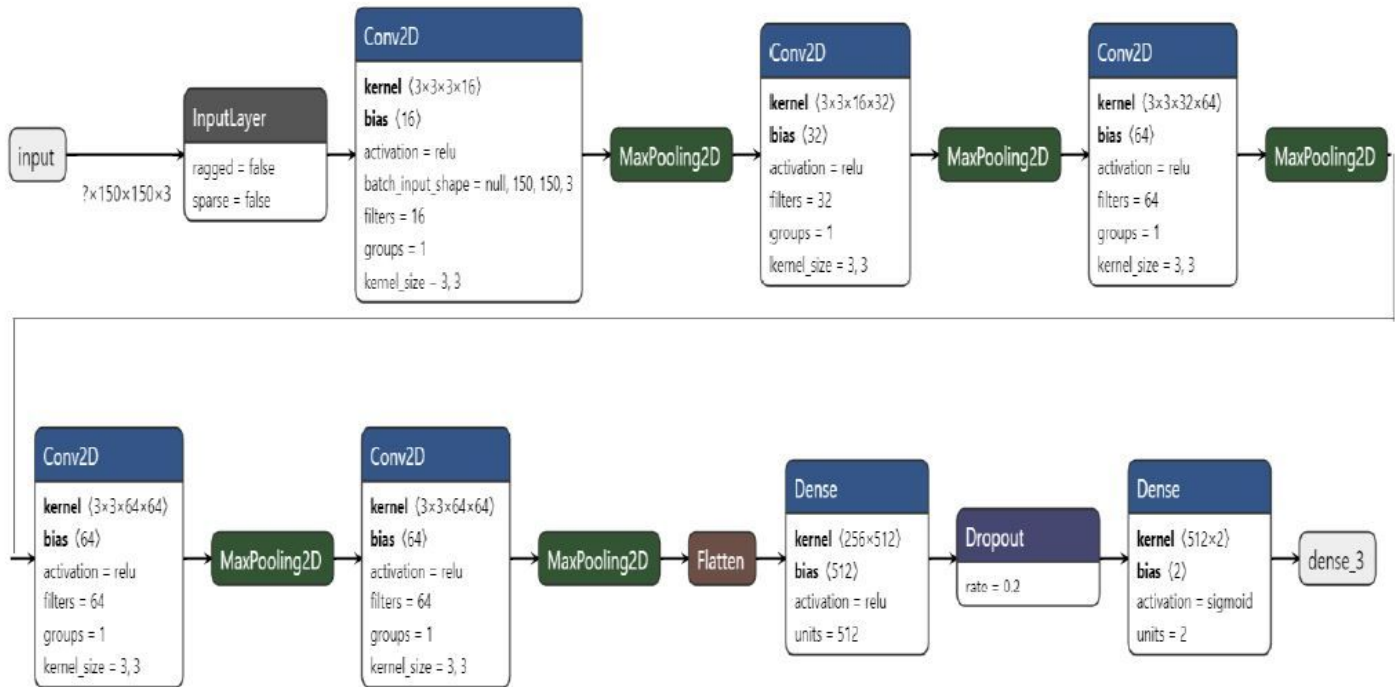 input
?×150×150×3
InputLayer
ragged = false
sparse = false
Conv2D
kernel ⟨3×3×3×16⟩
bias ⟨16⟩
activation = relu
batch_input_shape = null, 150, 150, 3
filters = 16
groups = 1
kernel_size = 3, 3
MaxPooling2D
Conv2D
kernel ⟨3×3×16×32⟩
bias ⟨32⟩
activation = relu
filters = 32
groups = 1
kernel_size = 3, 3
MaxPooling2D
Conv2D
kernel ⟨3×3×32×64⟩
bias ⟨64⟩
activation = relu
filters = 64
groups = 1
kernel_size = 3, 3
MaxPooling2D
Conv2D
kernel ⟨3×3×64×64⟩
bias ⟨64⟩
activation = relu
filters = 64
groups = 1
kernel_size = 3, 3
MaxPooling2D
Conv2D
kernel ⟨3×3×64×64⟩
bias ⟨64⟩
activation = relu
filters = 64
groups = 1
kernel_size = 3, 3
MaxPooling2D
Flatten
Dense
kernel ⟨256×512⟩
bias ⟨512⟩
activation = relu
units = 512
Dropout
rate = 0.2
Dense
kernel ⟨512×2⟩
bias ⟨2⟩
activation = sigmoid
units = 2
dense_3